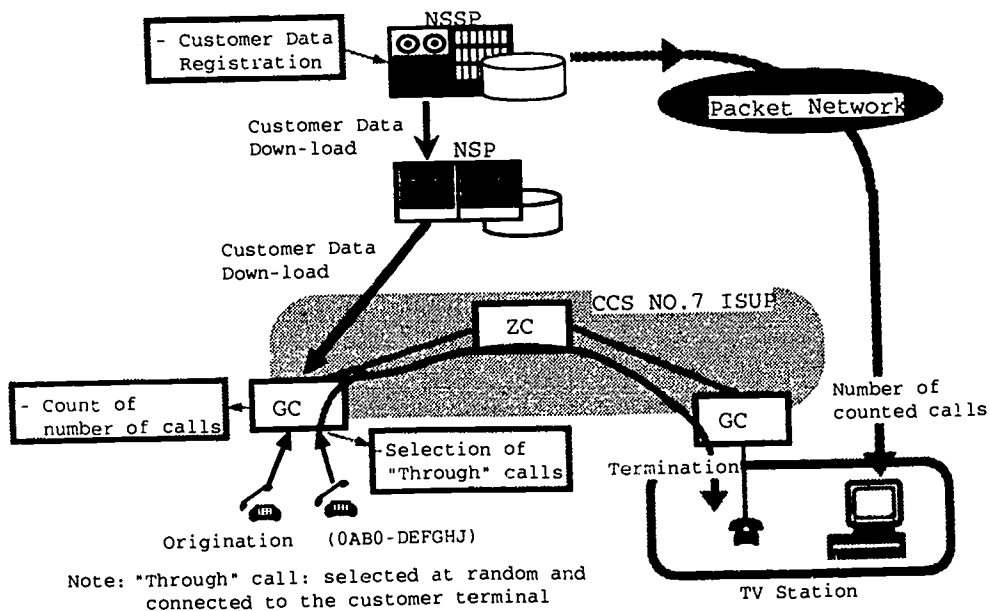 NSSP
- Customer Data
Registration
Packet Network
Customer Data
Down-load
NSP
Customer Data
Down-load
CCS NO.7 ISUP
ZC
- Count of
number of calls
GC
GC
Number of
counted calls
-Selection of
"Through" calls
Termination
Origination (0AB0-DEFGHJ)
Note: "Through" call: selected at random and
connected to the customer terminal
TV Station